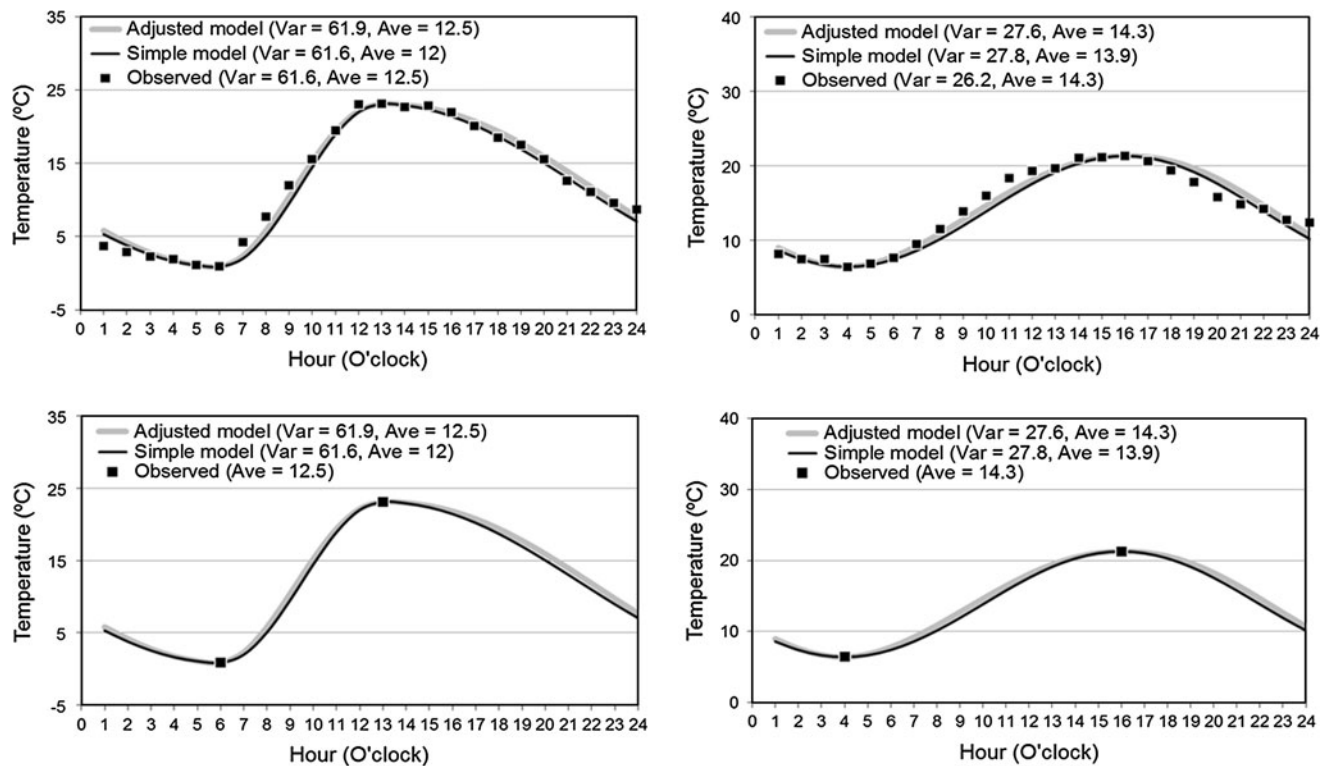 35
25
15
5
-5
Temperature (ºC)
Adjusted model (Var = 61.9, Ave = 12.5)
Simple model (Var = 61.6, Ave = 12)
Observed (Var = 61.6, Ave = 12.5)
0 1 2 3 4 5 6 7 8 9 10 11 12 13 14 15 16 17 18 19 20 21 22 23 24
Hour (O'clock)
40
30
20
10
0
Temperature (ºC)
Adjusted model (Var = 27.6, Ave = 14.3)
Simple model (Var = 27.8, Ave = 13.9)
Observed (Var = 26.2, Ave = 14.3)
0 1 2 3 4 5 6 7 8 9 10 11 12 13 14 15 16 17 18 19 20 21 22 23 24
Hour (O'clock)
35
25
15
5
-5
Temperature (ºC)
Adjusted model (Var = 61.9, Ave = 12.5)
Simple model (Var = 61.6, Ave = 12)
Observed (Ave = 12.5)
0 1 2 3 4 5 6 7 8 9 10 11 12 13 14 15 16 17 18 19 20 21 22 23 24
Hour (O'clock)
40
30
20
10
0
Temperature (ºC)
Adjusted model (Var = 27.6, Ave = 14.3)
Simple model (Var = 27.8, Ave = 13.9)
Observed (Ave = 14.3)
0 1 2 3 4 5 6 7 8 9 10 11 12 13 14 15 16 17 18 19 20 21 22 23 24
Hour (O'clock)